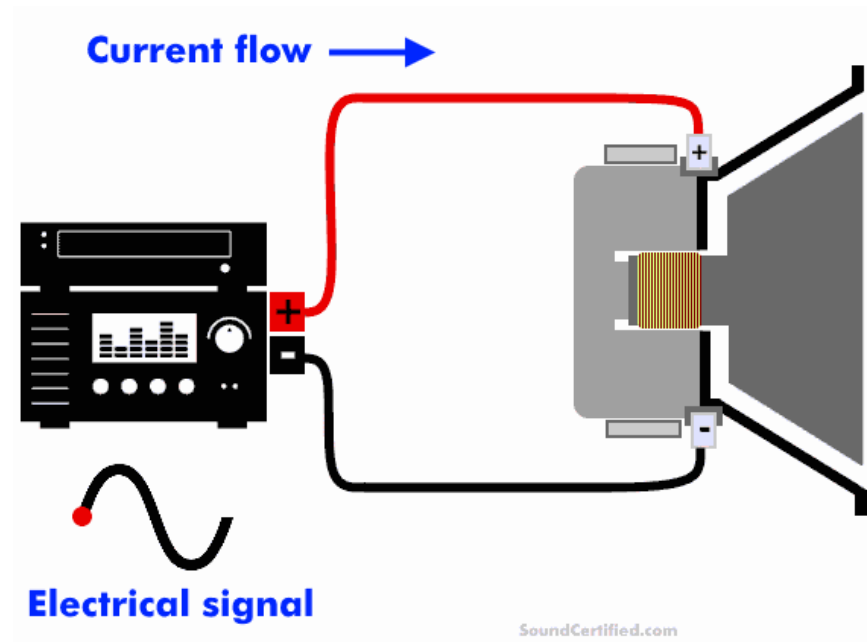 Current flow
+
+
-
-
Electrical signal
SoundCertified.com